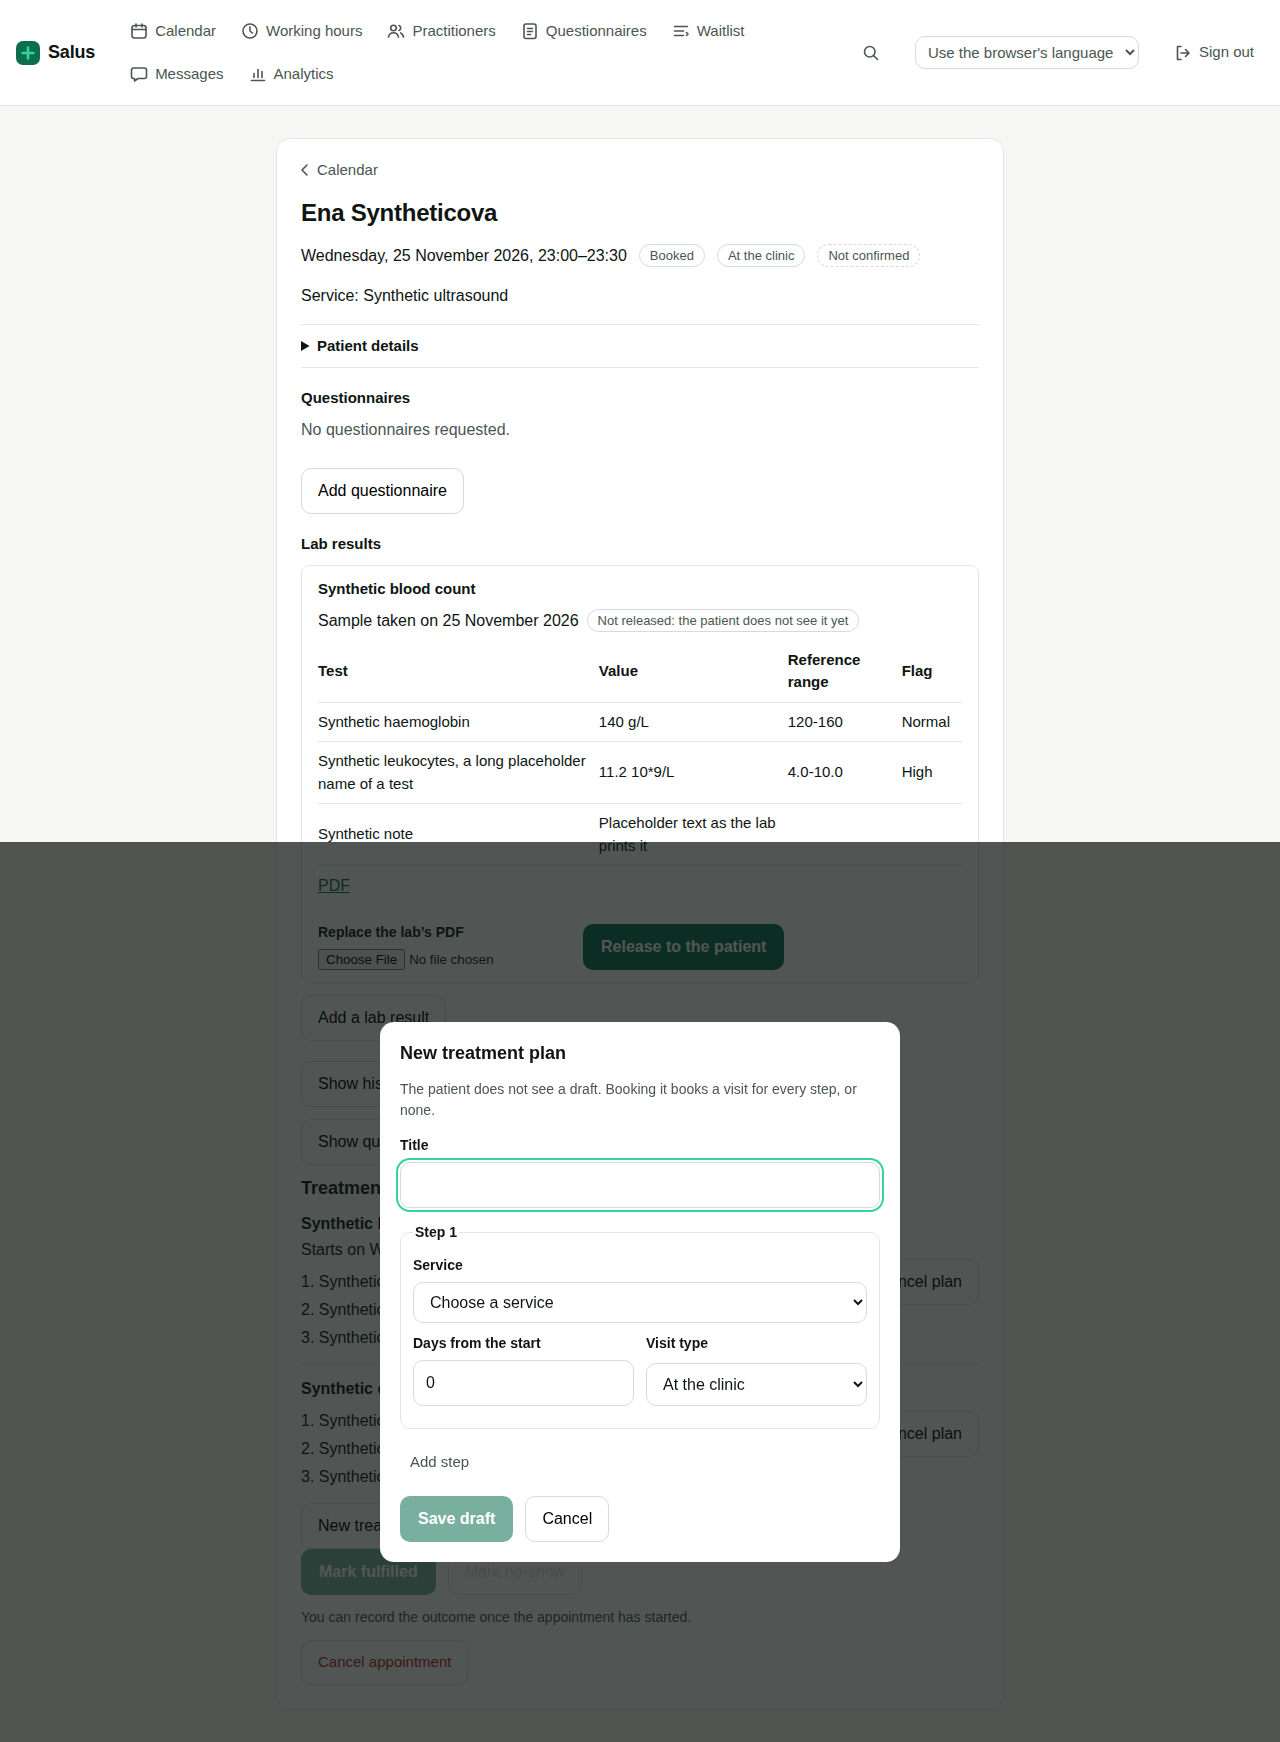 Salus
Calendar
Working hours
Practitioners
Questionnaires
Waitlist
Messages
Analytics
Use the browser's language
Sign out
Calendar
Ena Syntheticova
Wednesday, 25 November 2026, 23:00–23:30
Booked
At the clinic
Not confirmed
Service: Synthetic ultrasound
Patient details
Questionnaires
No questionnaires requested.
Add questionnaire
Lab results
Synthetic blood count
Sample taken on 25 November 2026
Not released: the patient does not see it yet
Test Value Reference range Flag
Synthetic haemoglobin 140 g/L 120-160 Normal
Synthetic leukocytes, a long placeholder
name of a test
11.2 10*9/L 4.0-10.0 High
Synthetic note
Placeholder text as the lab
prints it
PDF
Replace the lab's PDF
Choose File No file chosen
Release to the patient
Add a lab result
Show his
Show qu
Treatmen
Synthetic
Starts on W
1. Synthetic
2. Synthetic
3. Synthetic
ncel plan
Synthetic
1. Synthetic
2. Synthetic
3. Synthetic
ncel plan
New trea
New treatment plan
The patient does not see a draft. Booking it books a visit for every step, or
none.
Title
Step 1
Service
Choose a service
Days from the start
Visit type
0
At the clinic
Add step
Save draft
Cancel
Mark fulfilled
Mark no-show
You can record the outcome once the appointment has started.
Cancel appointment